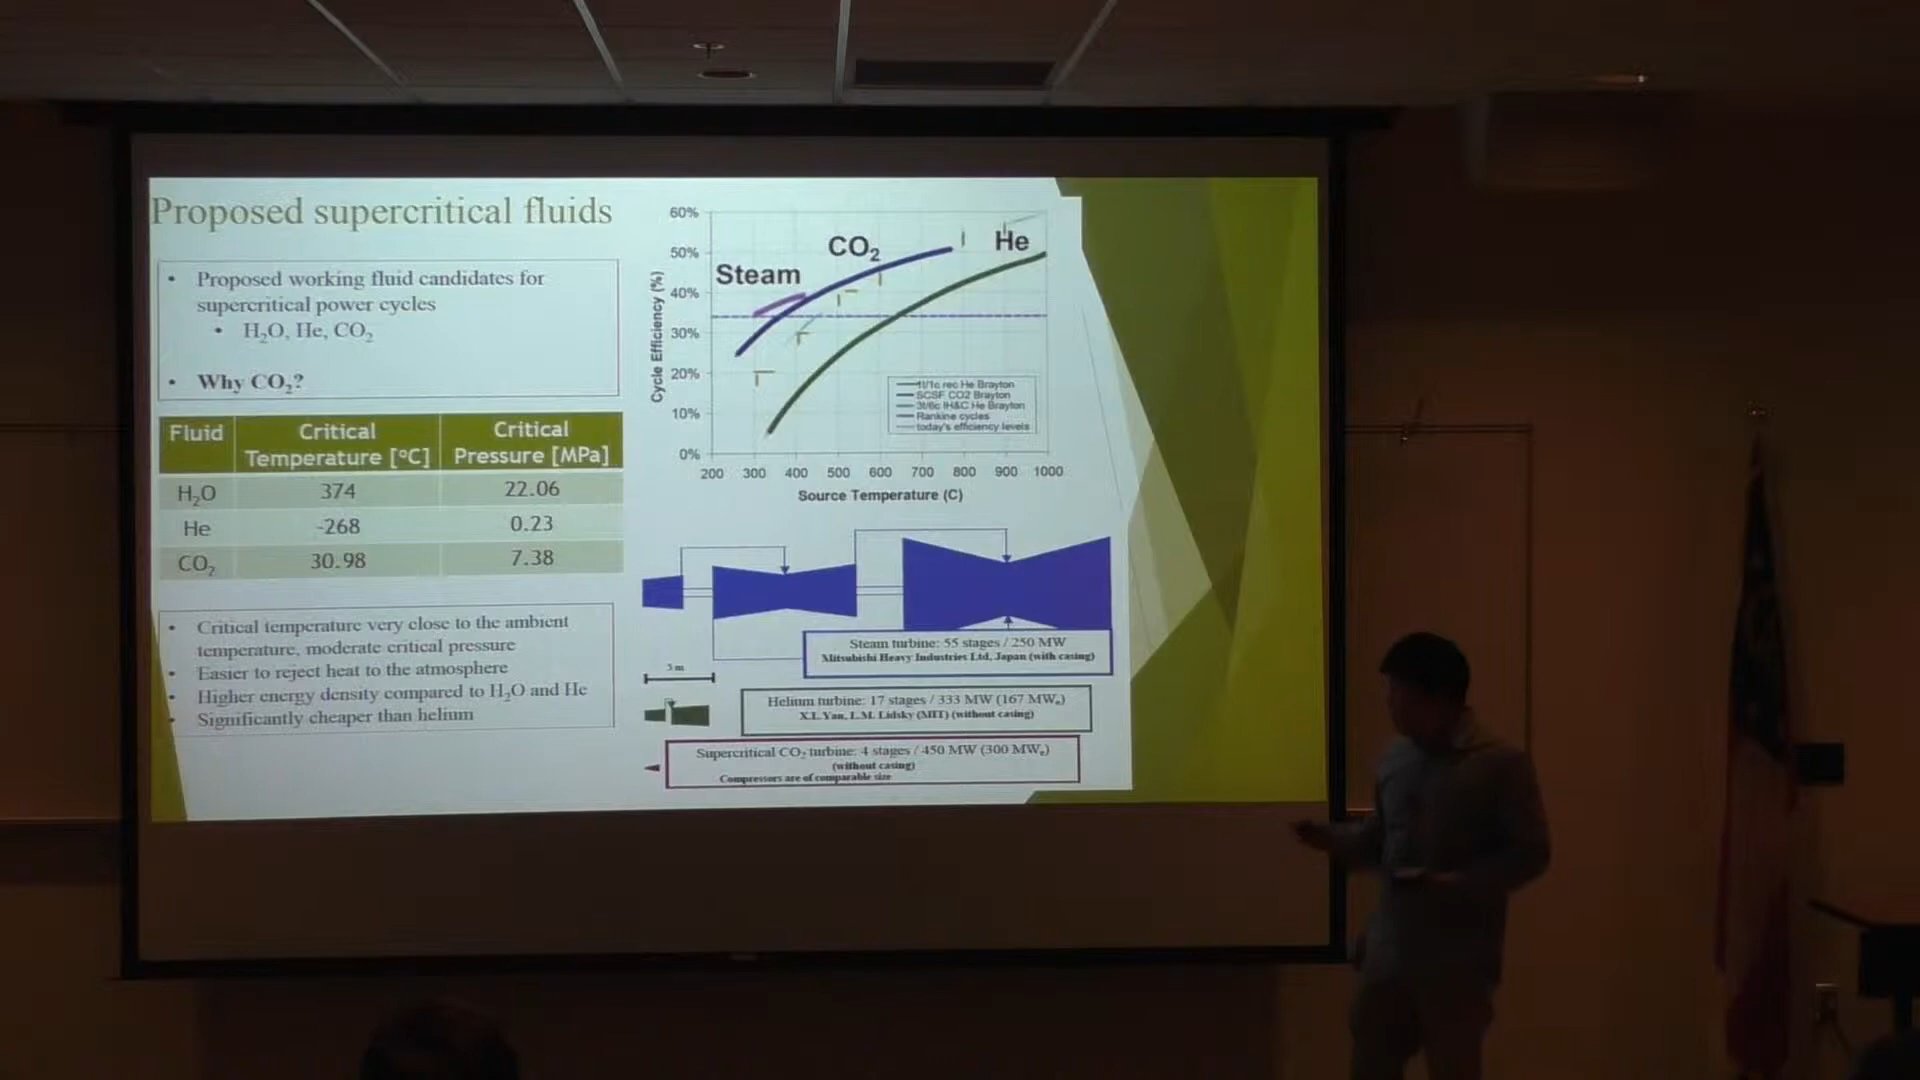 Proposed supercritical fluids
• Proposed working fluid candidates for
supercritical power cycles
• H₂O, He, CO₂
• Why CO₂?
Fluid Critical Temperature [°C] Critical Pressure [MPa]
H₂O 374 22.06
He -268 0.23
CO₂ 30.98 7.38
• Critical temperature very close to the ambient
temperature, moderate critical pressure
• Easier to reject heat to the atmosphere
• Higher energy density compared to H₂O and He
• Significantly cheaper than helium
60%
50%
40%
30%
20%
10%
0%
Cycle Efficiency (%)
Steam
CO₂
He
1t/1c rec He Brayton
SCSF CO2 Brayton
3t/6c IH&C He Brayton
Rankine cycles
today's efficiency levels
200 300 400 500 600 700 800 900 1000
Source Temperature (C)
Steam turbine: 55 stages / 250 MW
Mitsubishi Heavy Industries Ltd, Japan (with casing)
5 m
Helium turbine: 17 stages / 333 MW (167 MWₑ)
X.L. Yan, L.M. Lidsky (MIT) (without casing)
Supercritical CO₂ turbine: 4 stages / 450 MW (300 MWₑ)
(without casing)
Compressors are of comparable size